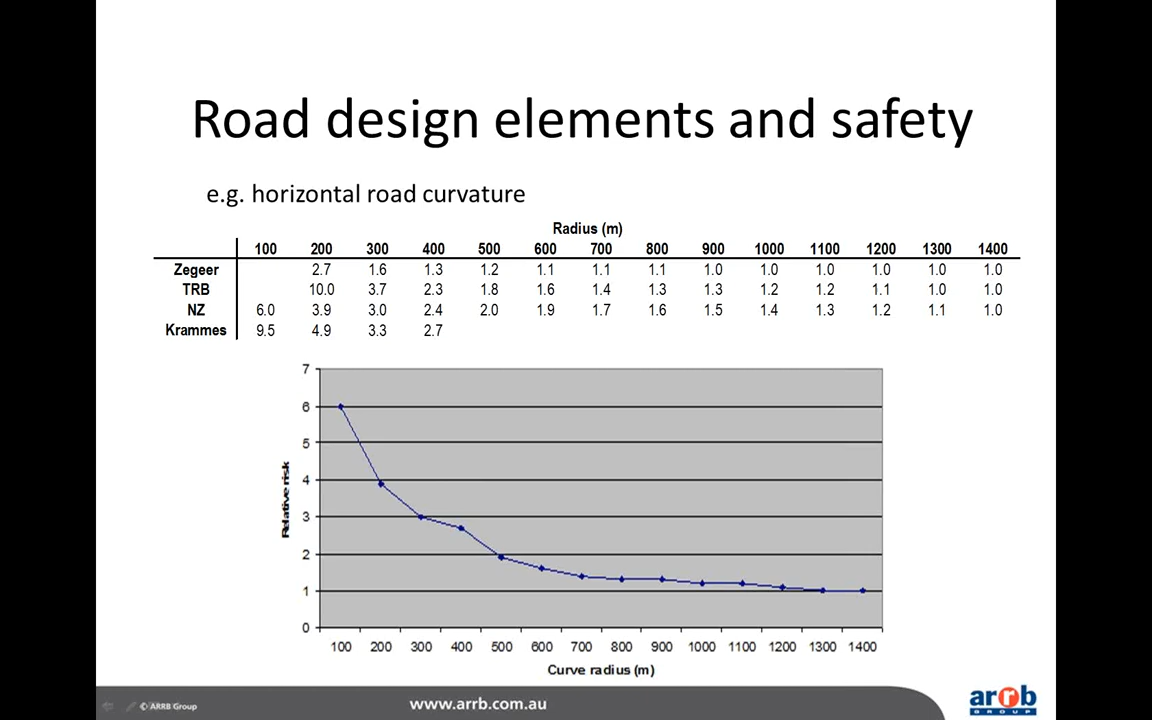 Road design elements and safety
e.g. horizontal road curvature
Radius (m)
100 200 300 400 500 600 700 800 900 1000 1100 1200 1300 1400
Zegeer 2.7 1.6 1.3 1.2 1.1 1.1 1.1 1.0 1.0 1.0 1.0 1.0 1.0
TRB 10.0 3.7 2.3 1.8 1.6 1.4 1.3 1.3 1.2 1.2 1.1 1.0 1.0
NZ 6.0 3.9 3.0 2.4 2.0 1.9 1.7 1.6 1.5 1.4 1.3 1.2 1.1 1.0
Krammes 9.5 4.9 3.3 2.7
7
6
5
4
3
2
1
0
Relative risk
100 200 300 400 500 600 700 800 900 1000 1100 1200 1300 1400
Curve radius (m)
© ARRB Group
www.arrb.com.au
arrb
GROUP